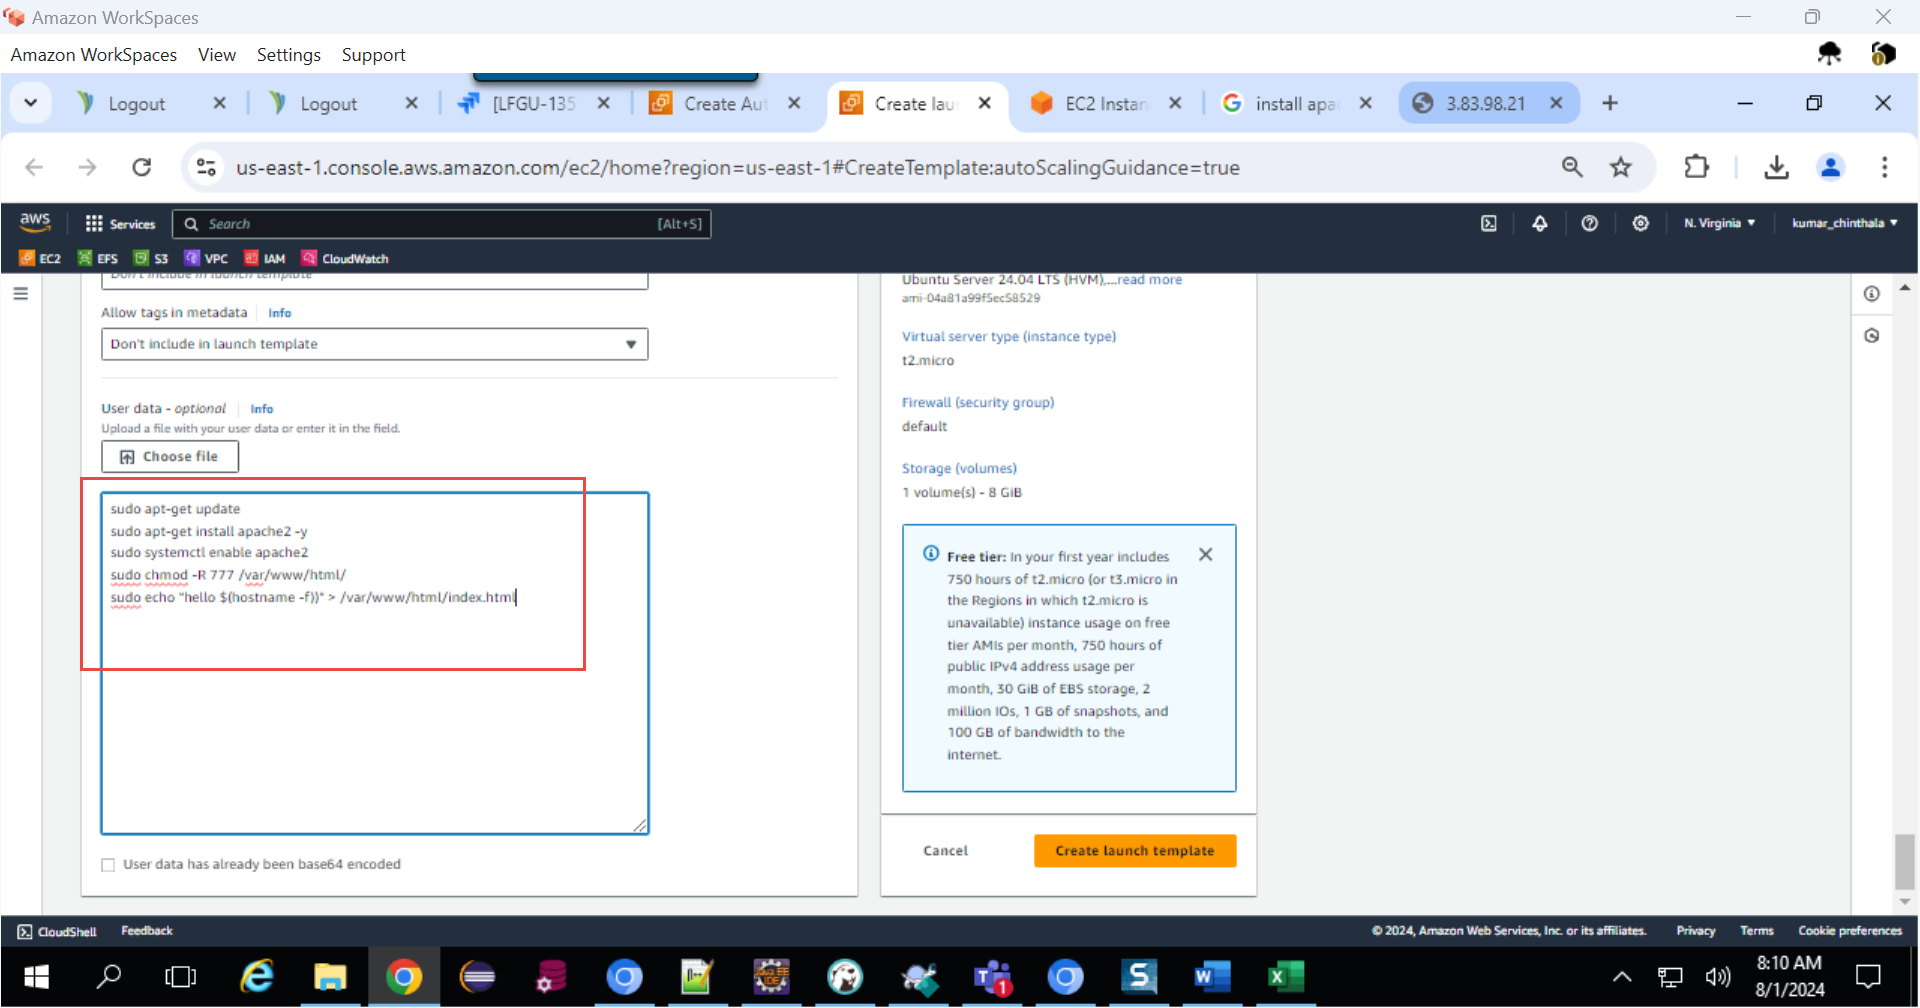 Amazon WorkSpaces
Amazon WorkSpaces View Settings Support
Logout
Logout
[LFGU-135
Create Aut
Create lau
EC2 Instan
install apac
3.83.98.21
us-east-1.console.aws.amazon.com/ec2/home?region=us-east-1#CreateTemplate:autoScalingGuidance=true
aws
Services
Search
[Alt+S]
N. Virginia
kumar_chinthala
EC2
EFS
S3
VPC
IAM
CloudWatch
Don't include in launch template
Allow tags in metadata
Info
Don't include in launch template
User data - optional
Info
Upload a file with your user data or enter it in the field.
Choose file
sudo apt-get update
sudo apt-get install apache2 -y
sudo systemctl enable apache2
sudo chmod -R 777 /var/www/html/
sudo echo "hello $(hostname -f))" > /var/www/html/index.html
User data has already been base64 encoded
Ubuntu Server 24.04 LTS (HVM),...read more
ami-04a81a99f5ec58529
Virtual server type (instance type)
t2.micro
Firewall (security group)
default
Storage (volumes)
1 volume(s) - 8 GiB
Free tier: In your first year includes
750 hours of t2.micro (or t3.micro in
the Regions in which t2.micro is
unavailable) instance usage on free
tier AMIs per month, 750 hours of
public IPv4 address usage per
month, 30 GiB of EBS storage, 2
million IOs, 1 GB of snapshots, and
100 GB of bandwidth to the
internet.
Cancel
Create launch template
CloudShell
Feedback
© 2024, Amazon Web Services, Inc. or its affiliates.
Privacy
Terms
Cookie preferences
8:10 AM
8/1/2024